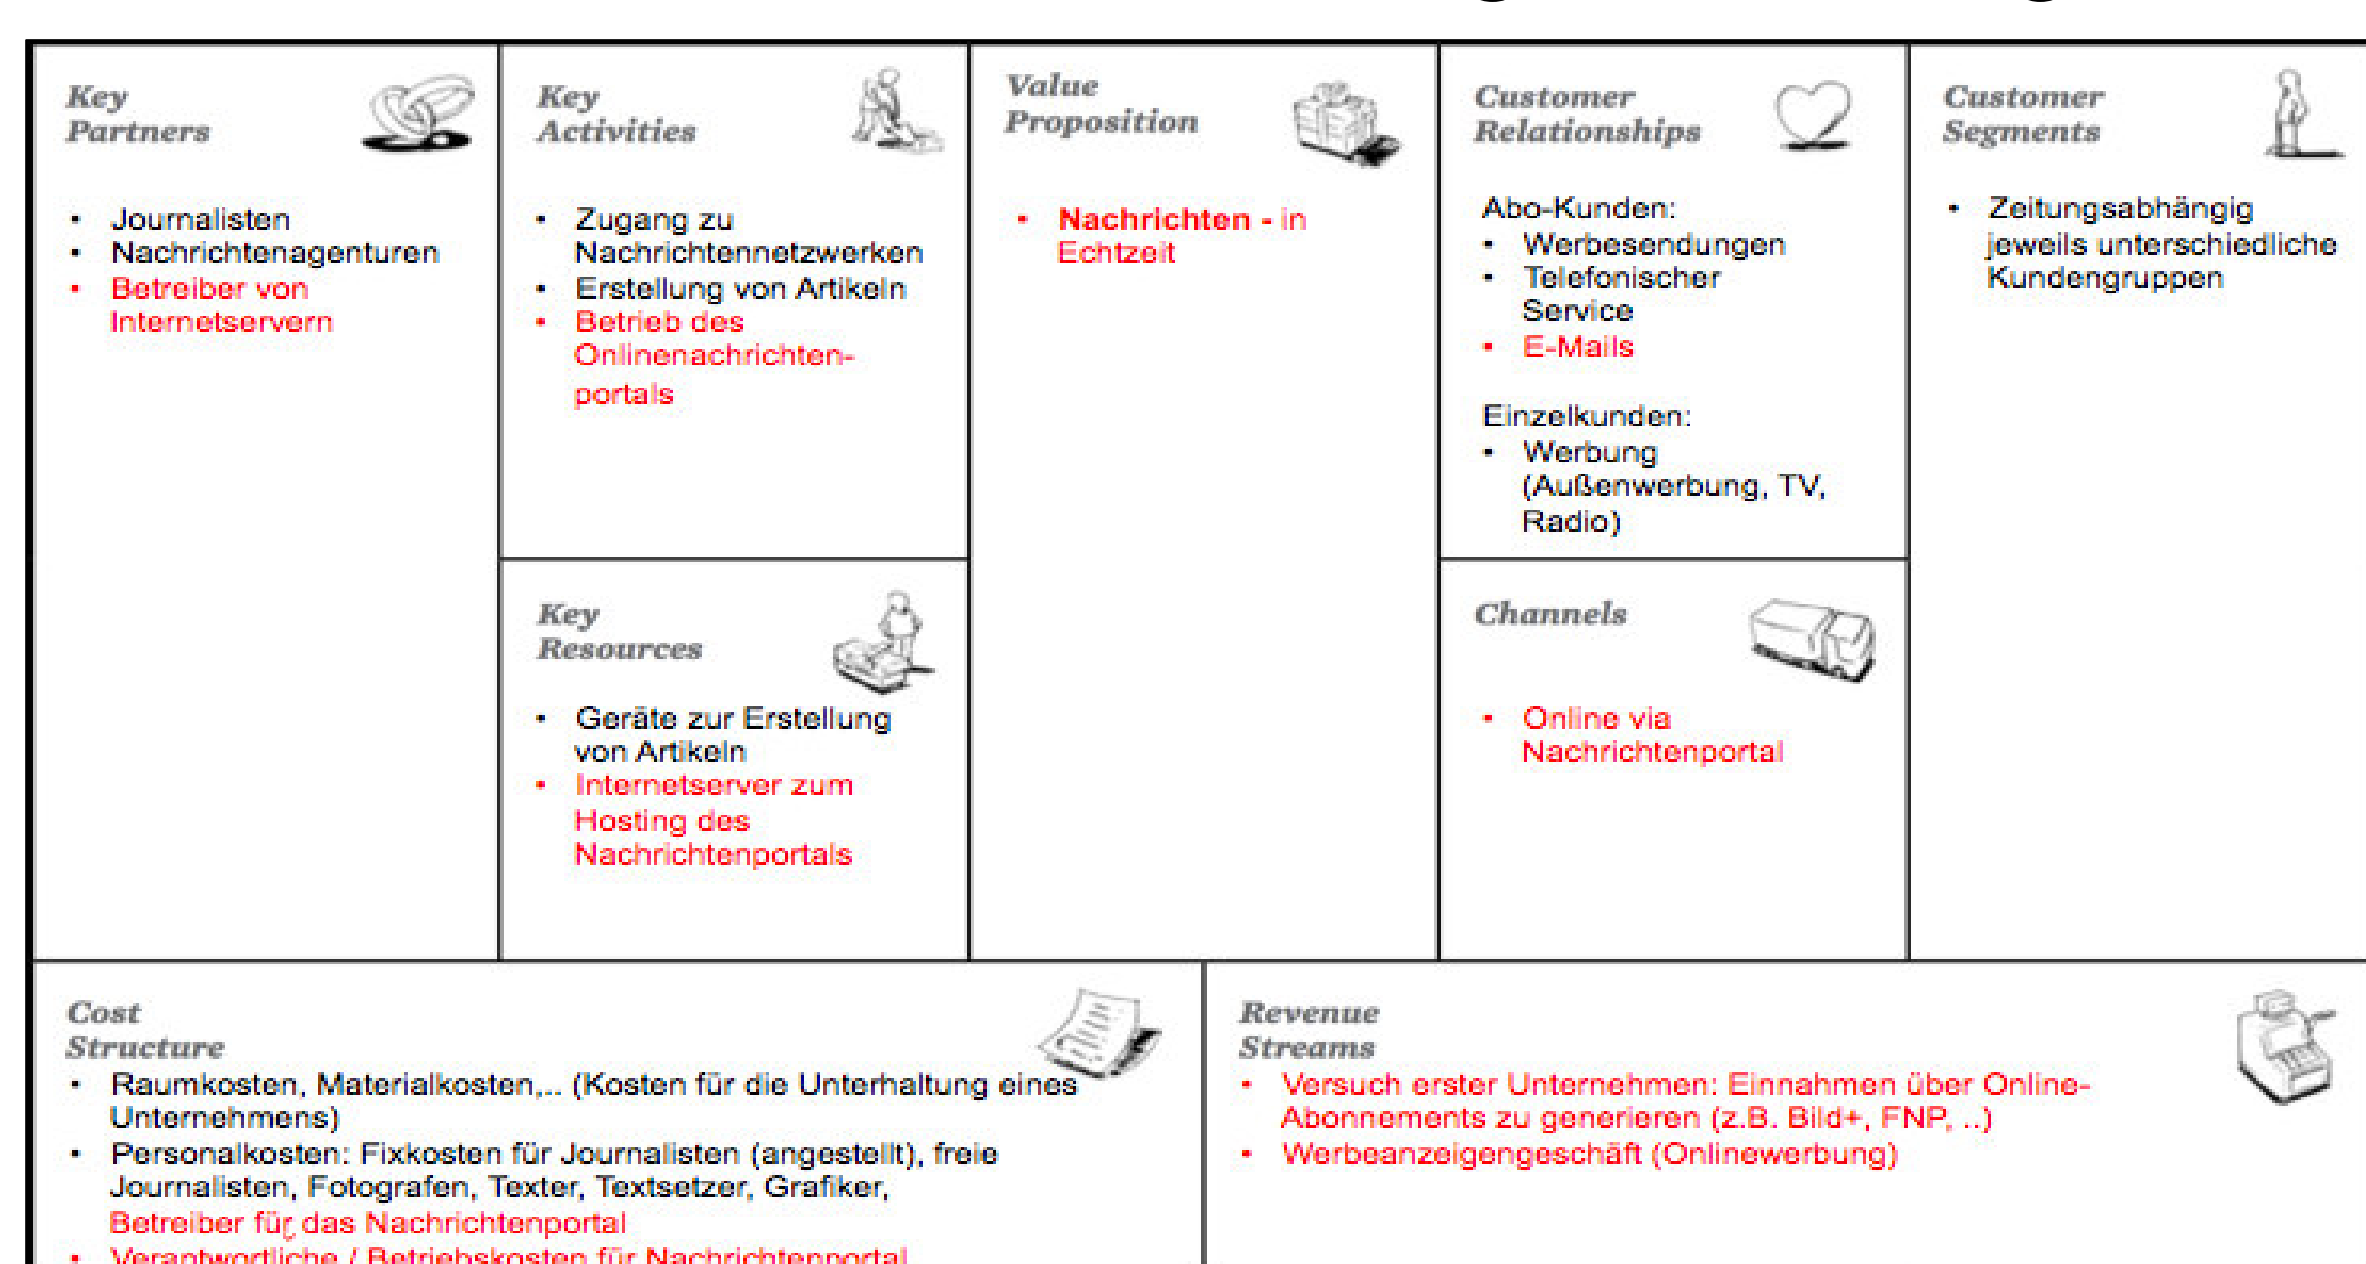 Key
Partners
• Journalisten
• Nachrichtenagenturen
• Betreiber von
Internetservern
Key
Activities
• Zugang zu
Nachrichtennetzwerken
• Erstellung von Artikeln
• Betrieb des
Onlinenachrichten-
portals
Key
Resources
• Geräte zur Erstellung
von Artikeln
• Internetserver zum
Hosting des
Nachrichtenportals
Value
Proposition
• Nachrichten - in
Echtzeit
Customer
Relationships
Abo-Kunden:
• Werbesendungen
• Telefonischer
Service
• E-Mails
Einzelkunden:
• Werbung
(Außenwerbung, TV,
Radio)
Channels
• Online via
Nachrichtenportal
Customer
Segments
• Zeitungsabhängig
jeweils unterschiedliche
Kundengruppen
Cost
Structure
• Raumkosten, Materialkosten,.. (Kosten für die Unterhaltung eines
Unternehmens)
• Personalkosten: Fixkosten für Journalisten (angestellt), freie
Journalisten, Fotografen, Texter, Textsetzer, Grafiker,
Betreiber für das Nachrichtenportal
• Verantwortliche / Betriebskosten für Nachrichtenportal
Revenue
Streams
• Versuch erster Unternehmen: Einnahmen über Online-
Abonnements zu generieren (z.B. Bild+, FNP, ..)
• Werbeanzeigengeschäft (Onlinewerbung)